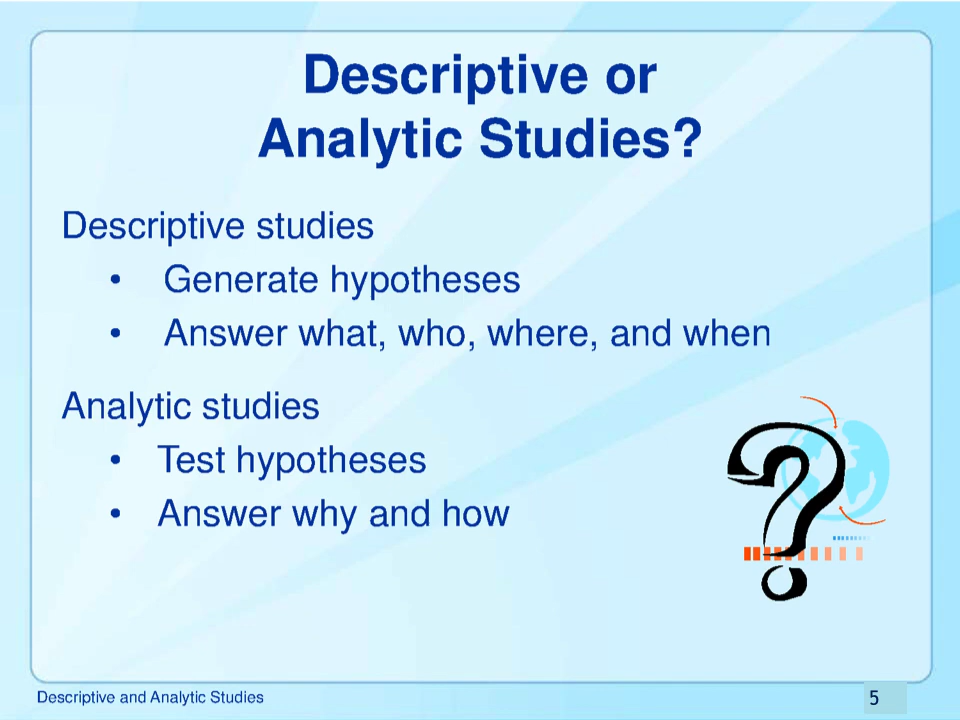 Descriptive or
Analytic Studies?
Descriptive studies
• Generate hypotheses
• Answer what, who, where, and when
Analytic studies
• Test hypotheses
• Answer why and how
?
Descriptive and Analytic Studies
5